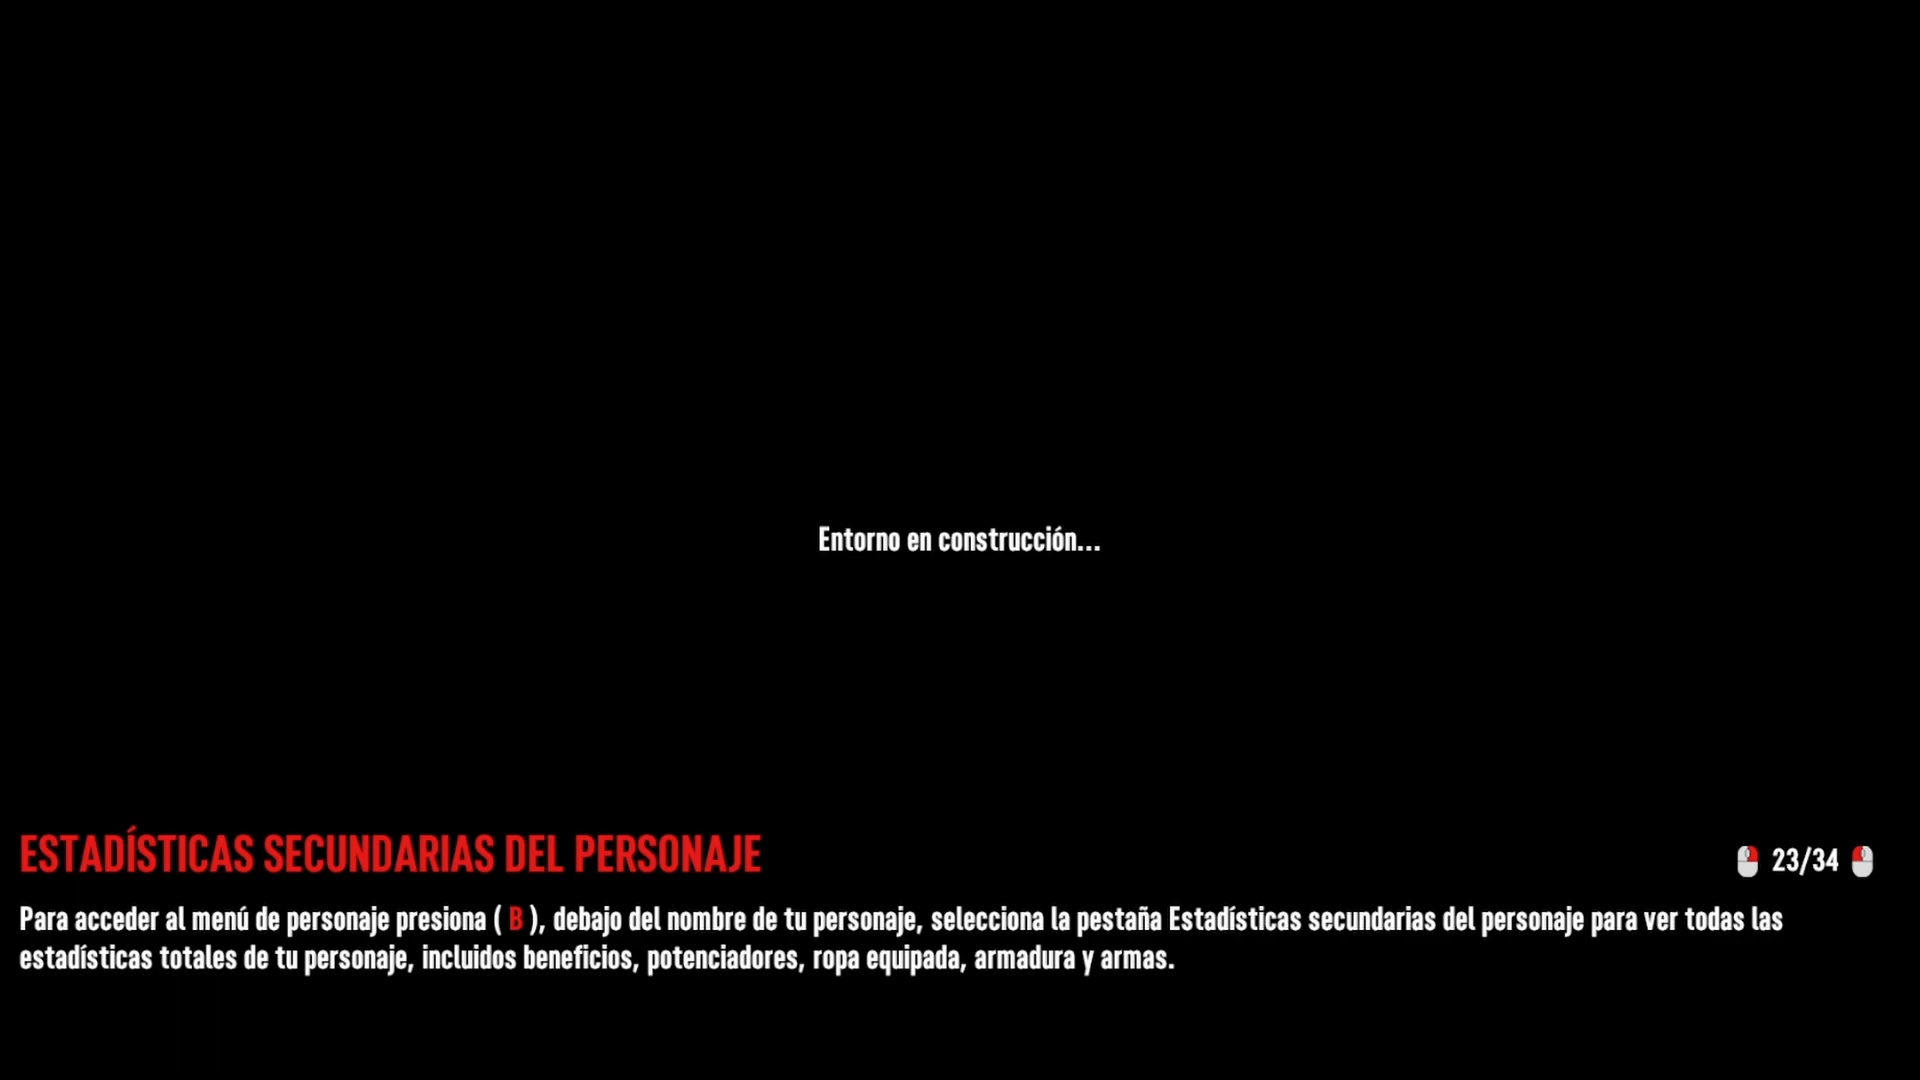 Entorno en construcción...
ESTADÍSTICAS SECUNDARIAS DEL PERSONAJE
23/34
Para acceder al menú de personaje presiona ( B ), debajo del nombre de tu personaje, selecciona la pestaña Estadísticas secundarias del personaje para ver todas las
estadísticas totales de tu personaje, incluidos beneficios, potenciadores, ropa equipada, armadura y armas.